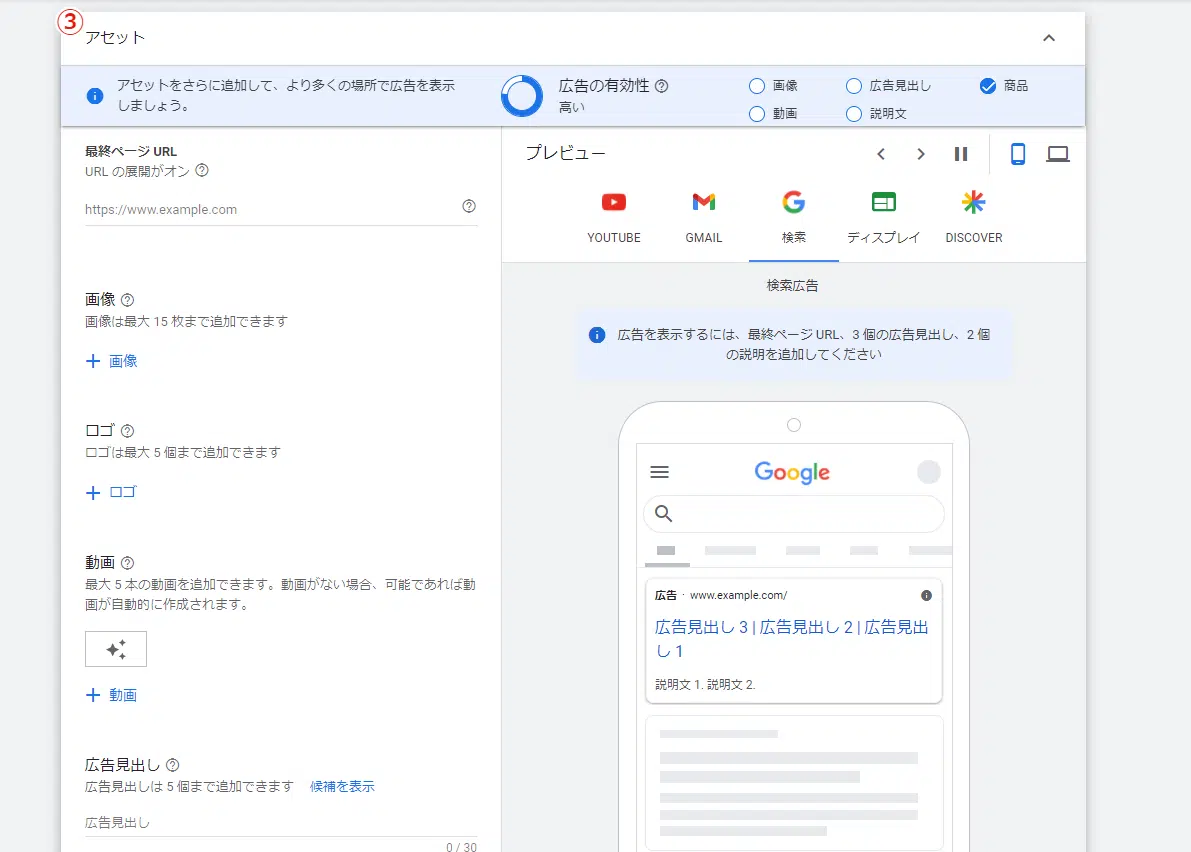 ③
アセット
アセットをさらに追加して、より多くの場所で広告を表示
しましょう。
広告の有効性
高い
画像
広告見出し
商品
動画
説明文
最終ページ URL
URL の展開がオン
https://www.example.com
画像
画像は最大 15 枚まで追加できます
+ 画像
ロゴ
ロゴは最大 5 個まで追加できます
+ ロゴ
動画
最大 5 本の動画を追加できます。動画がない場合、可能であれば動
画が自動的に作成されます。
+ 動画
広告見出し
広告見出しは 5 個まで追加できます 候補を表示
広告見出し
0 / 30
プレビュー
YOUTUBE
GMAIL
検索
ディスプレイ
DISCOVER
検索広告
広告を表示するには、最終ページ URL、3 個の広告見出し、2 個
の説明を追加してください
Google
広告 · www.example.com/
広告見出し 3 | 広告見出し 2 | 広告見出
し 1
説明文 1. 説明文 2.